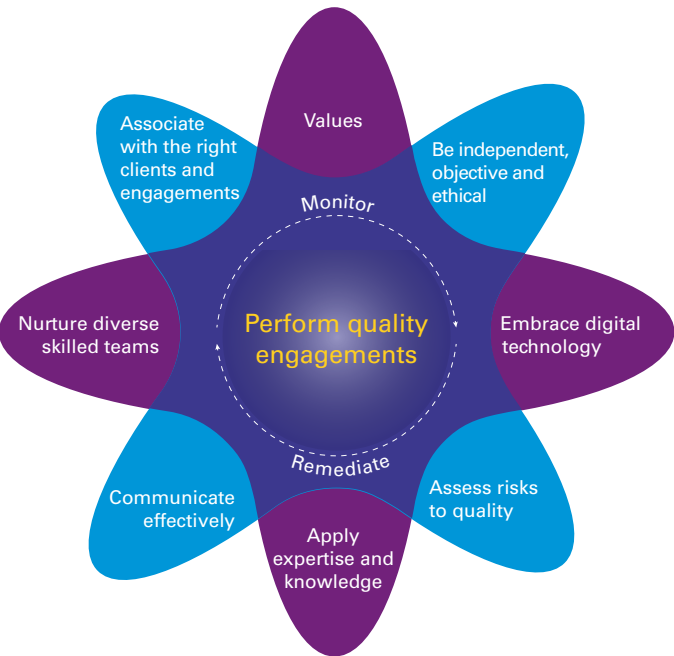 Values
Be independent,
objective and
ethical
Embrace digital
technology
Assess risks
to quality
Apply
expertise and
knowledge
Communicate
effectively
Nurture diverse
skilled teams
Associate
with the right
clients and
engagements
Monitor
Perform quality
engagements
Remediate